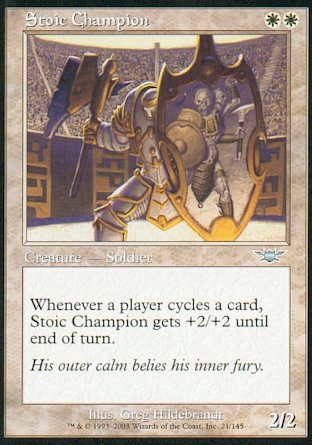 Stoic Champion
Creature — Soldier
Whenever a player cycles a card,
Stoic Champion gets +2/+2 until
end of turn.
His outer calm belies his inner fury.
2/2
Illus. Greg Hildebrandt
™ & © 1993–2003 Wizards of the Coast, Inc. 21/145